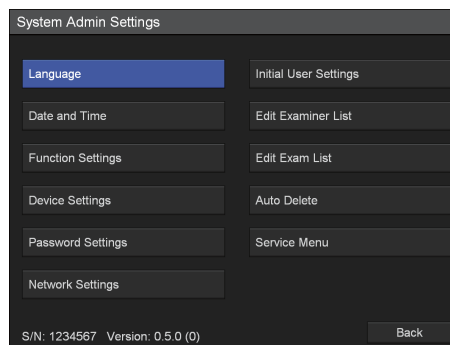 System Admin Settings
Language
Date and Time
Function Settings
Device Settings
Password Settings
Network Settings
Initial User Settings
Edit Examiner List
Edit Exam List
Auto Delete
Service Menu
S/N: 1234567 Version: 0.5.0 (0)
Back